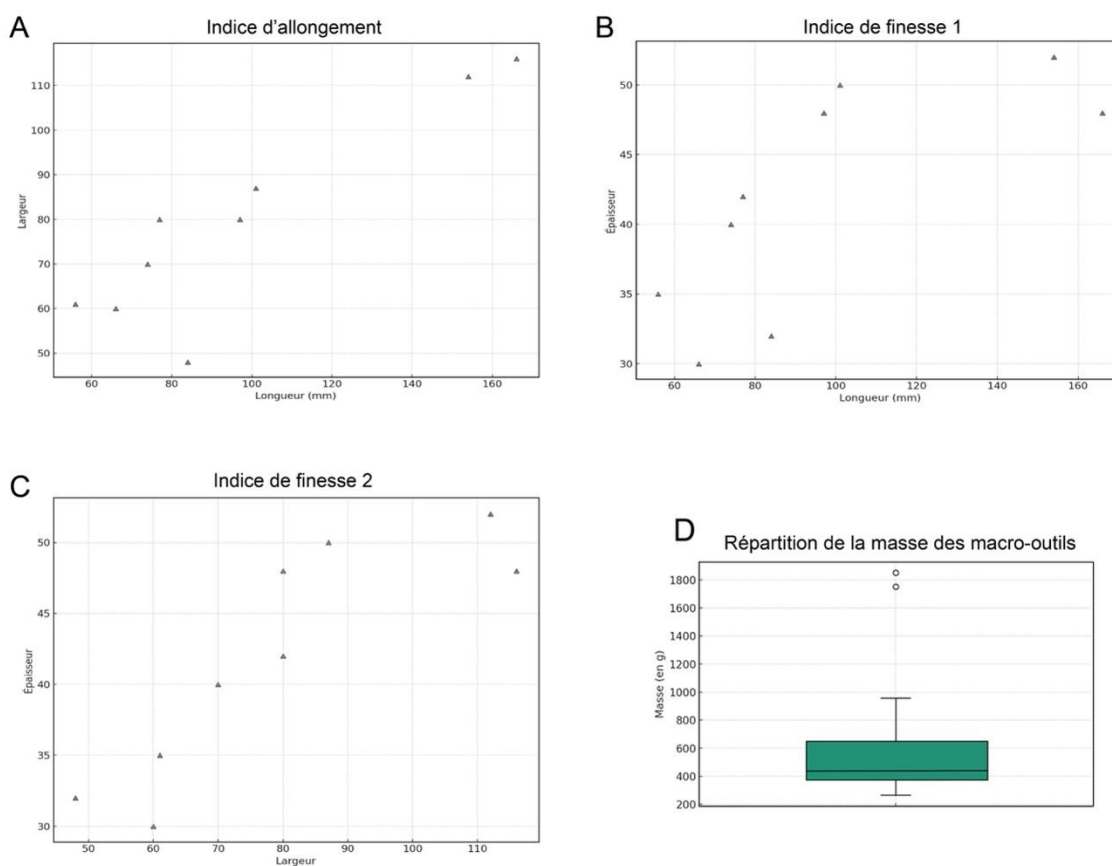 A
Indice d'allongement
110
100
90
80
70
60
50
Largeur
60 80 100 120 140 160
Longueur (mm)
B
Indice de finesse 1
50
45
40
35
30
Épaisseur
60 80 100 120 140 160
Longueur (mm)
C
Indice de finesse 2
50
45
40
35
30
Épaisseur
50 60 70 80 90 100 110
Largeur
D
Répartition de la masse des macro-outils
1800
1600
1400
1200
1000
800
600
400
200
Masse (en g)